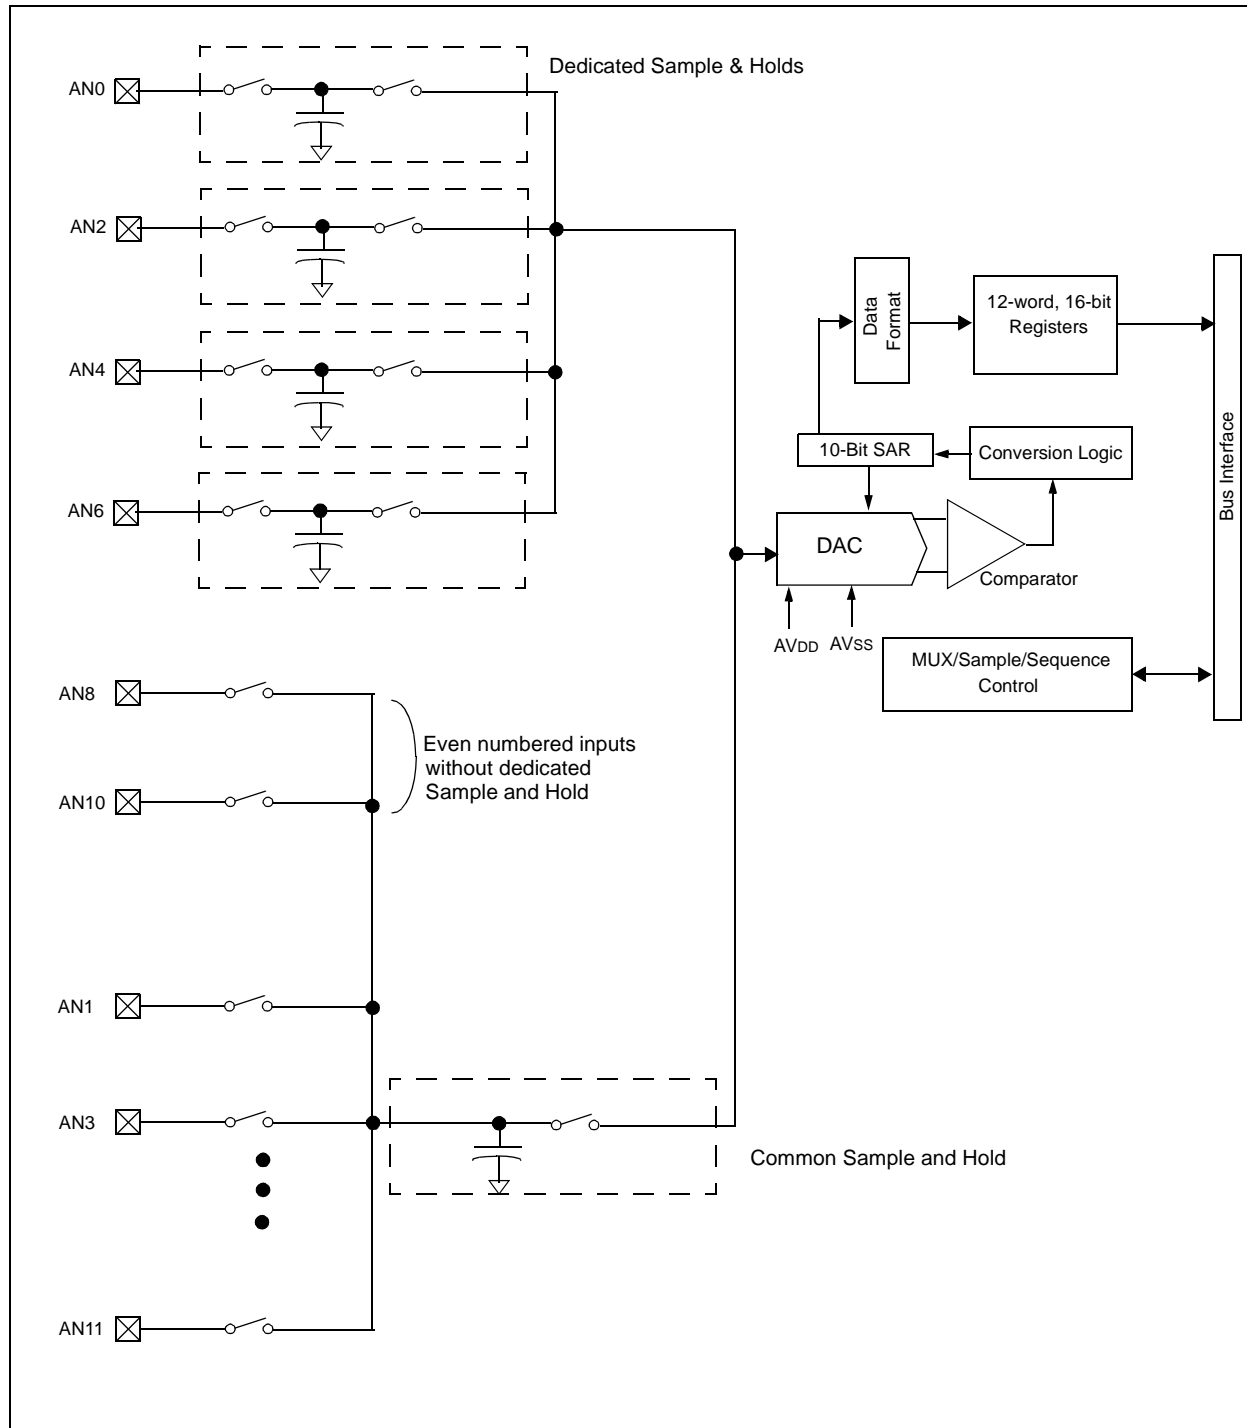 Dedicated Sample & Holds
AN0
AN2
AN4
AN6
Data
Format
12-word, 16-bit
Registers
Bus Interface
10-Bit SAR
Conversion Logic
DAC
Comparator
AVDD
AVSS
MUX/Sample/Sequence
Control
AN8
Even numbered inputs
without dedicated
Sample and Hold
AN10
AN1
AN3
Common Sample and Hold
AN11